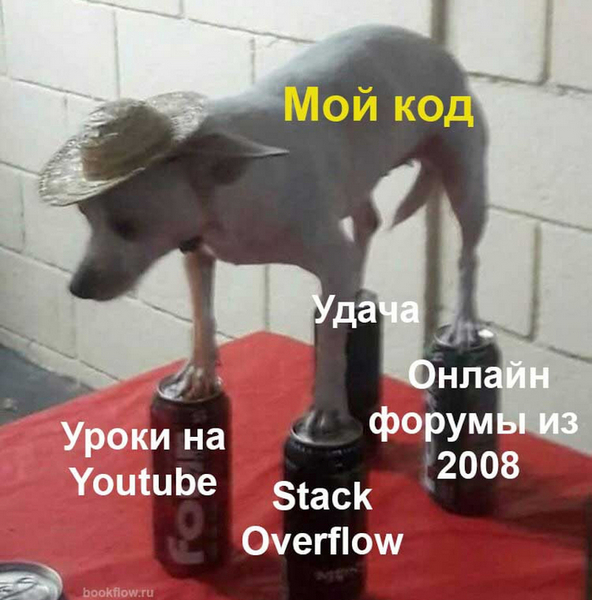 Мой код
Удача
Онлайн
форумы из
2008
Уроки на
Youtube
Stack
Overflow
bookflow.ru